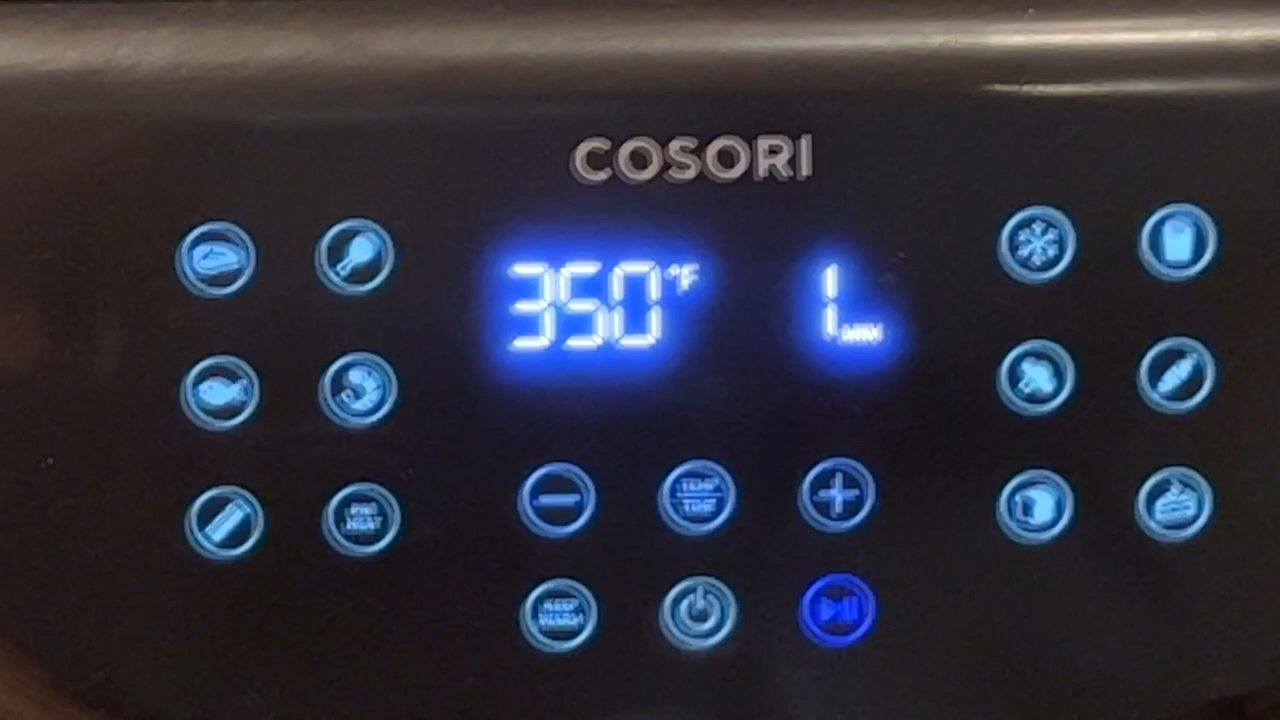 COSORI
350°F 1 MIN
PRE
HEAT
TEMP
TIME
KEEP
WARM